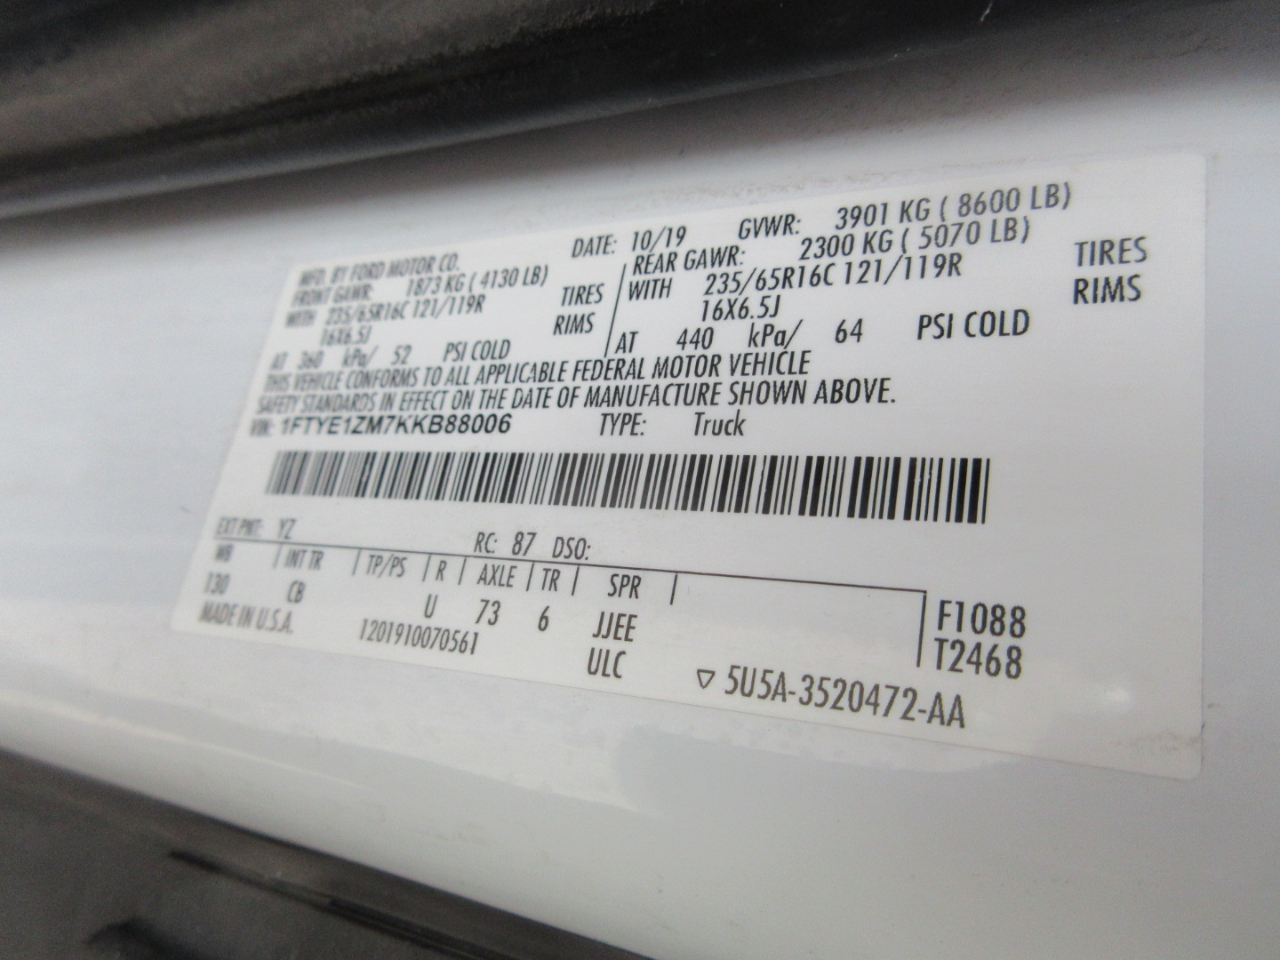 MFD. BY FORD MOTOR CO. DATE: 10/19 GVWR: 3901 KG ( 8600 LB)
FRONT GAWR: 1873 KG ( 4130 LB) REAR GAWR: 2300 KG ( 5070 LB)
WITH 235/65R16C 121/119R TIRES WITH 235/65R16C 121/119R TIRES
16X6.5J RIMS 16X6.5J RIMS
AT 360 kPa/ 52 PSI COLD AT 440 kPa/ 64 PSI COLD
THIS VEHICLE CONFORMS TO ALL APPLICABLE FEDERAL MOTOR VEHICLE
SAFETY STANDARDS IN EFFECT ON THE DATE OF MANUFACTURE SHOWN ABOVE.
VIN: 1FTYE1ZM7KKB88006 TYPE: Truck
EXT PNT: YZ RC: 87 DSO:
WB INT TR TP/PS R AXLE TR SPR
130 CB U 73 6 JJEE F1088
MADE IN U.S.A. 1201910070561 ULC T2468
▽ 5U5A-3520472-AA